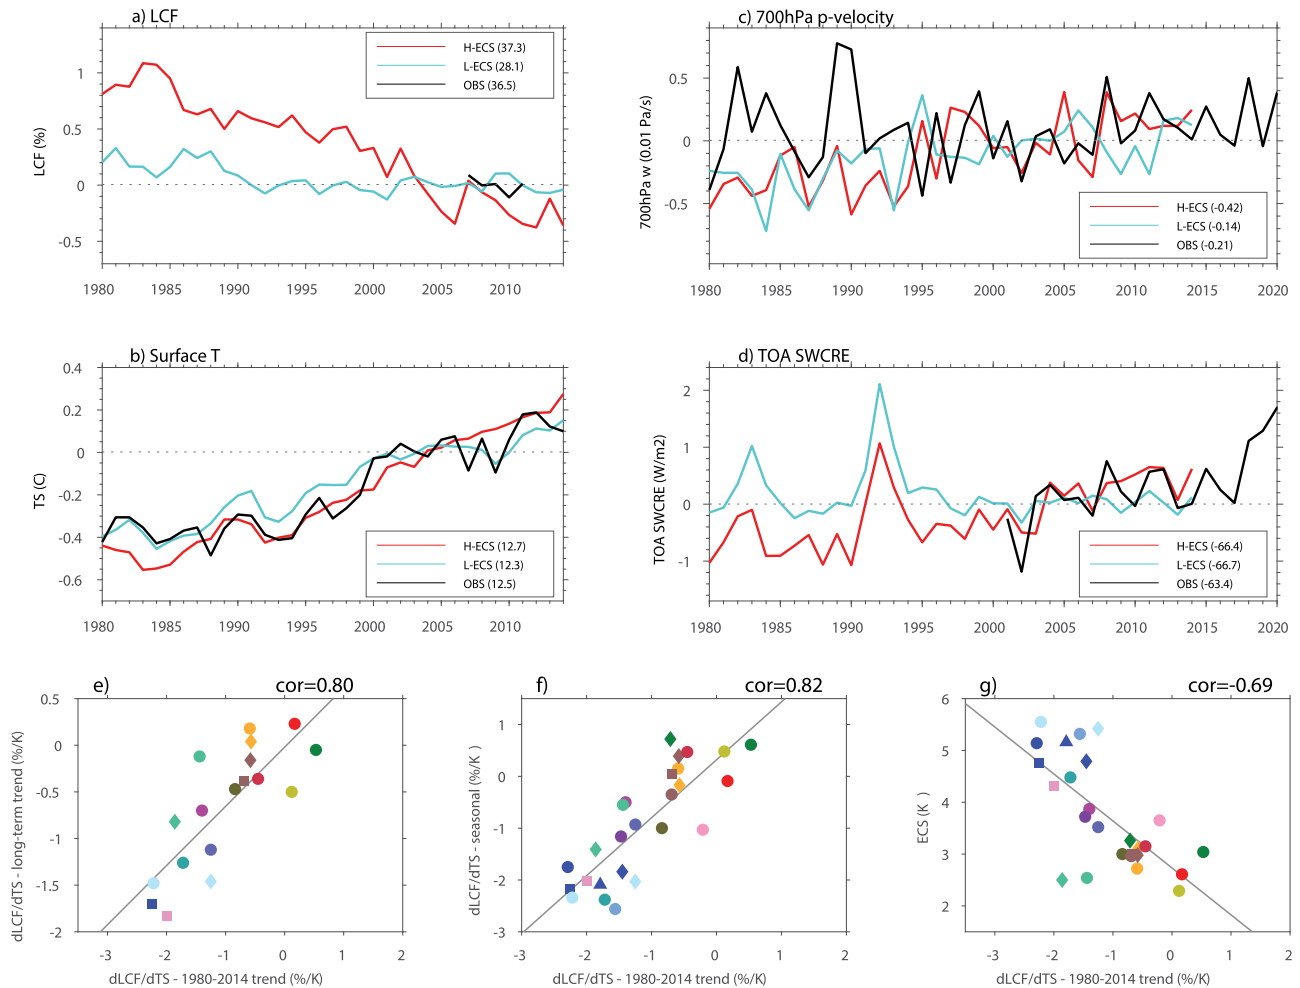 a) LCF
LCF (%)
1
0.5
0
-0.5
H-ECS (37.3)
L-ECS (28.1)
OBS (36.5)
1980 1985 1990 1995 2000 2005 2010
c) 700hPa p-velocity
700hPa w (0.01 Pa/s)
0.5
0
-0.5
H-ECS (-0.42)
L-ECS (-0.14)
OBS (-0.21)
1980 1985 1990 1995 2000 2005 2010 2015 2020
b) Surface T
TS (C)
0.4
0.2
0
-0.2
-0.4
-0.6
H-ECS (12.7)
L-ECS (12.3)
OBS (12.5)
1980 1985 1990 1995 2000 2005 2010
d) TOA SWCRE
TOA SWCRE (W/m2)
2
1
0
-1
H-ECS (-66.4)
L-ECS (-66.7)
OBS (-63.4)
1980 1985 1990 1995 2000 2005 2010 2015 2020
e) cor=0.80
dLCF/dTS - long-term trend (%/K)
0.5
0
-0.5
-1
-1.5
-2
-3 -2 -1 0 1 2
dLCF/dTS - 1980-2014 trend (%/K)
f) cor=0.82
dLCF/dTS - seasonal (%/K )
1
0
-1
-2
-3
-3 -2 -1 0 1 2
dLCF/dTS - 1980-2014 trend (%/K)
g) cor=-0.69
ECS (K )
6
5
4
3
2
-3 -2 -1 0 1 2
dLCF/dTS - 1980-2014 trend (%/K)